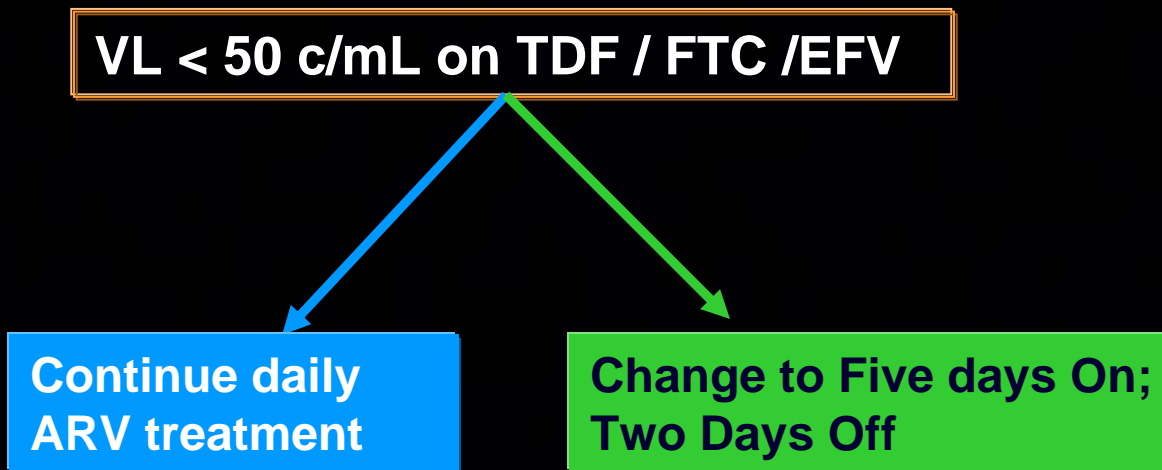 VL < 50 c/mL on TDF / FTC /EFV
Continue daily
ARV treatment
Change to Five days On;
Two Days Off